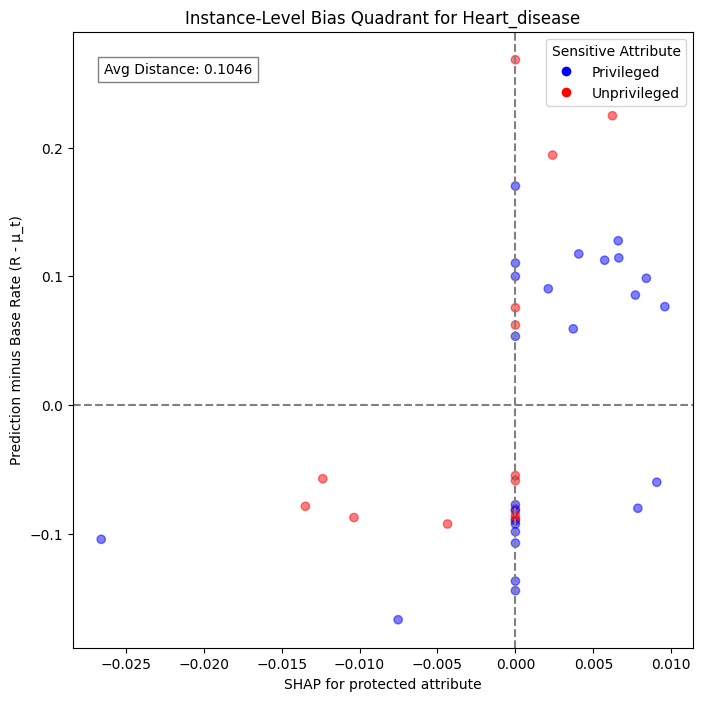 Instance-Level Bias Quadrant for Heart_disease
Avg Distance: 0.1046
Sensitive Attribute
Privileged
Unprivileged
Prediction minus Base Rate (R - μ_t)
0.2
0.1
0.0
−0.1
−0.025
−0.020
−0.015
−0.010
−0.005
0.000
0.005
0.010
SHAP for protected attribute